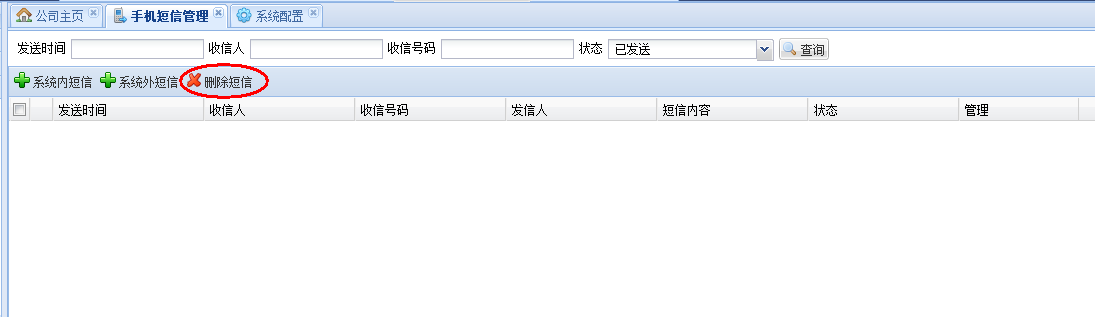 公司主页 手机短信管理 系统配置
发送时间 收信人 收信号码 状态 已发送 查询
系统内短信 系统外短信 删除短信
发送时间 收信人 收信号码 发信人 短信内容 状态 管理